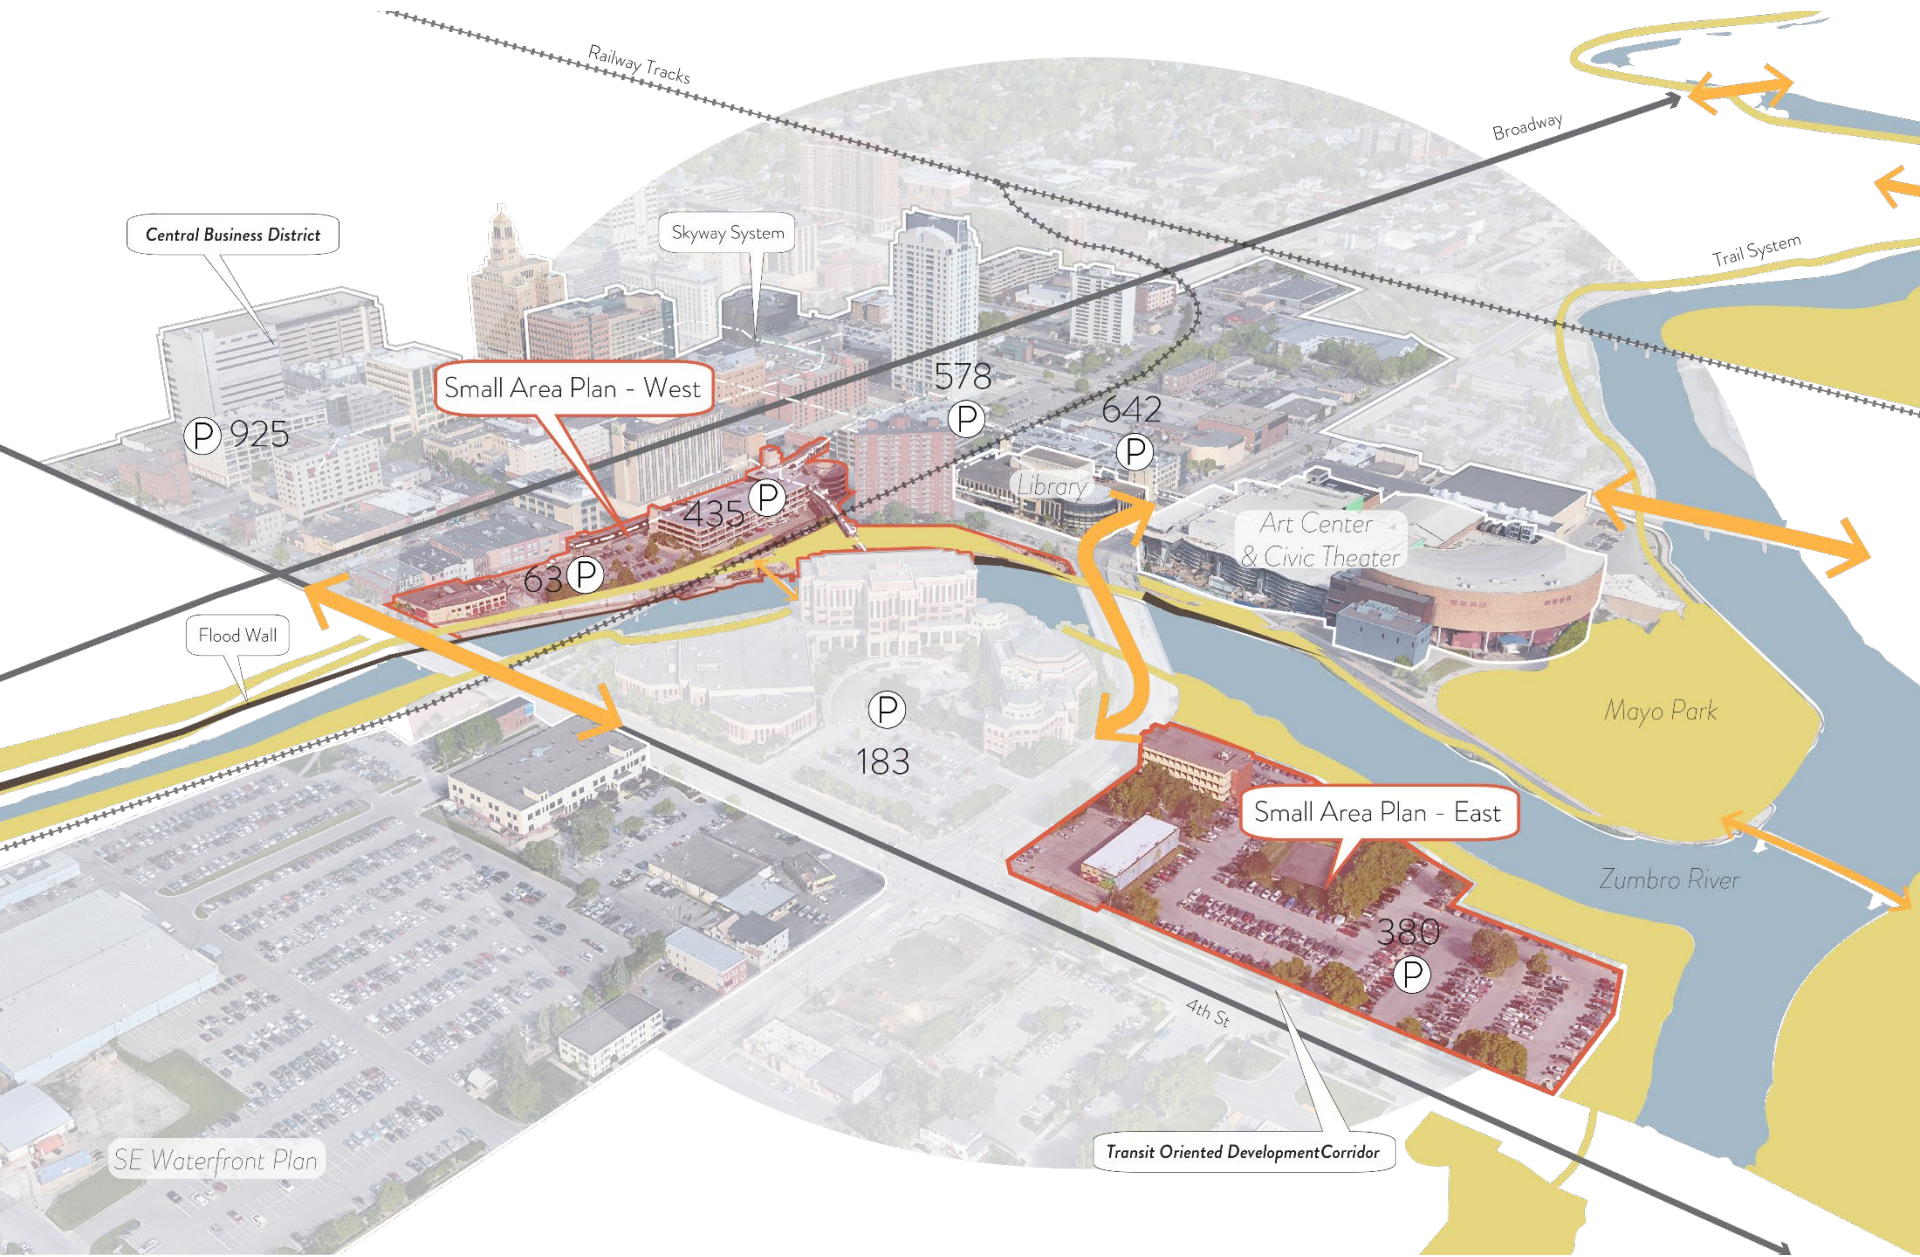 Railway Tracks
Broadway
Central Business District
Skyway System
Trail System
Small Area Plan - West
578
P
642
P
P 925
Library
435 P
Art Center
& Civic Theater
63 P
Flood Wall
P
183
Mayo Park
Small Area Plan - East
Zumbro River
380
P
4th St
Transit Oriented DevelopmentCorridor
SE Waterfront Plan